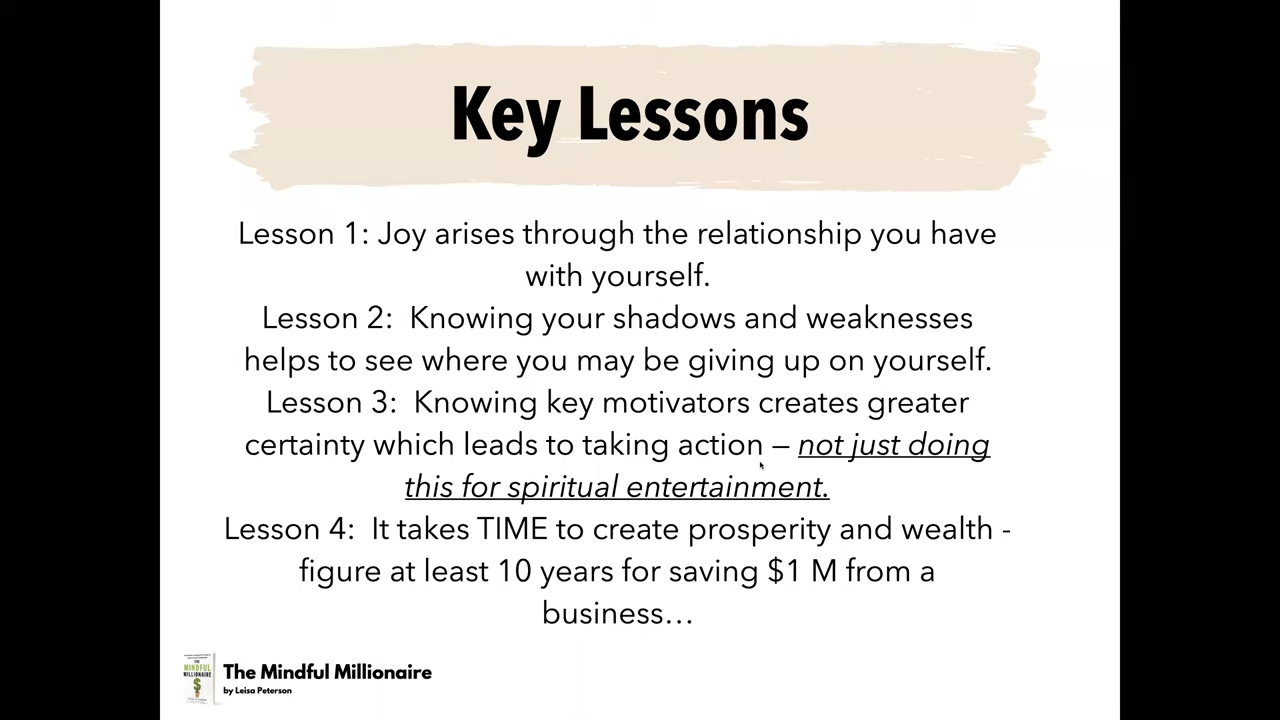 Key Lessons
Lesson 1: Joy arises through the relationship you have
with yourself.
Lesson 2:  Knowing your shadows and weaknesses
helps to see where you may be giving up on yourself.
Lesson 3:  Knowing key motivators creates greater
certainty which leads to taking action – not just doing
this for spiritual entertainment.
Lesson 4:  It takes TIME to create prosperity and wealth -
figure at least 10 years for saving $1 M from a
business…
THE
MINDFUL
MILLIONAIRE
The Mindful Millionaire
by Leisa Peterson